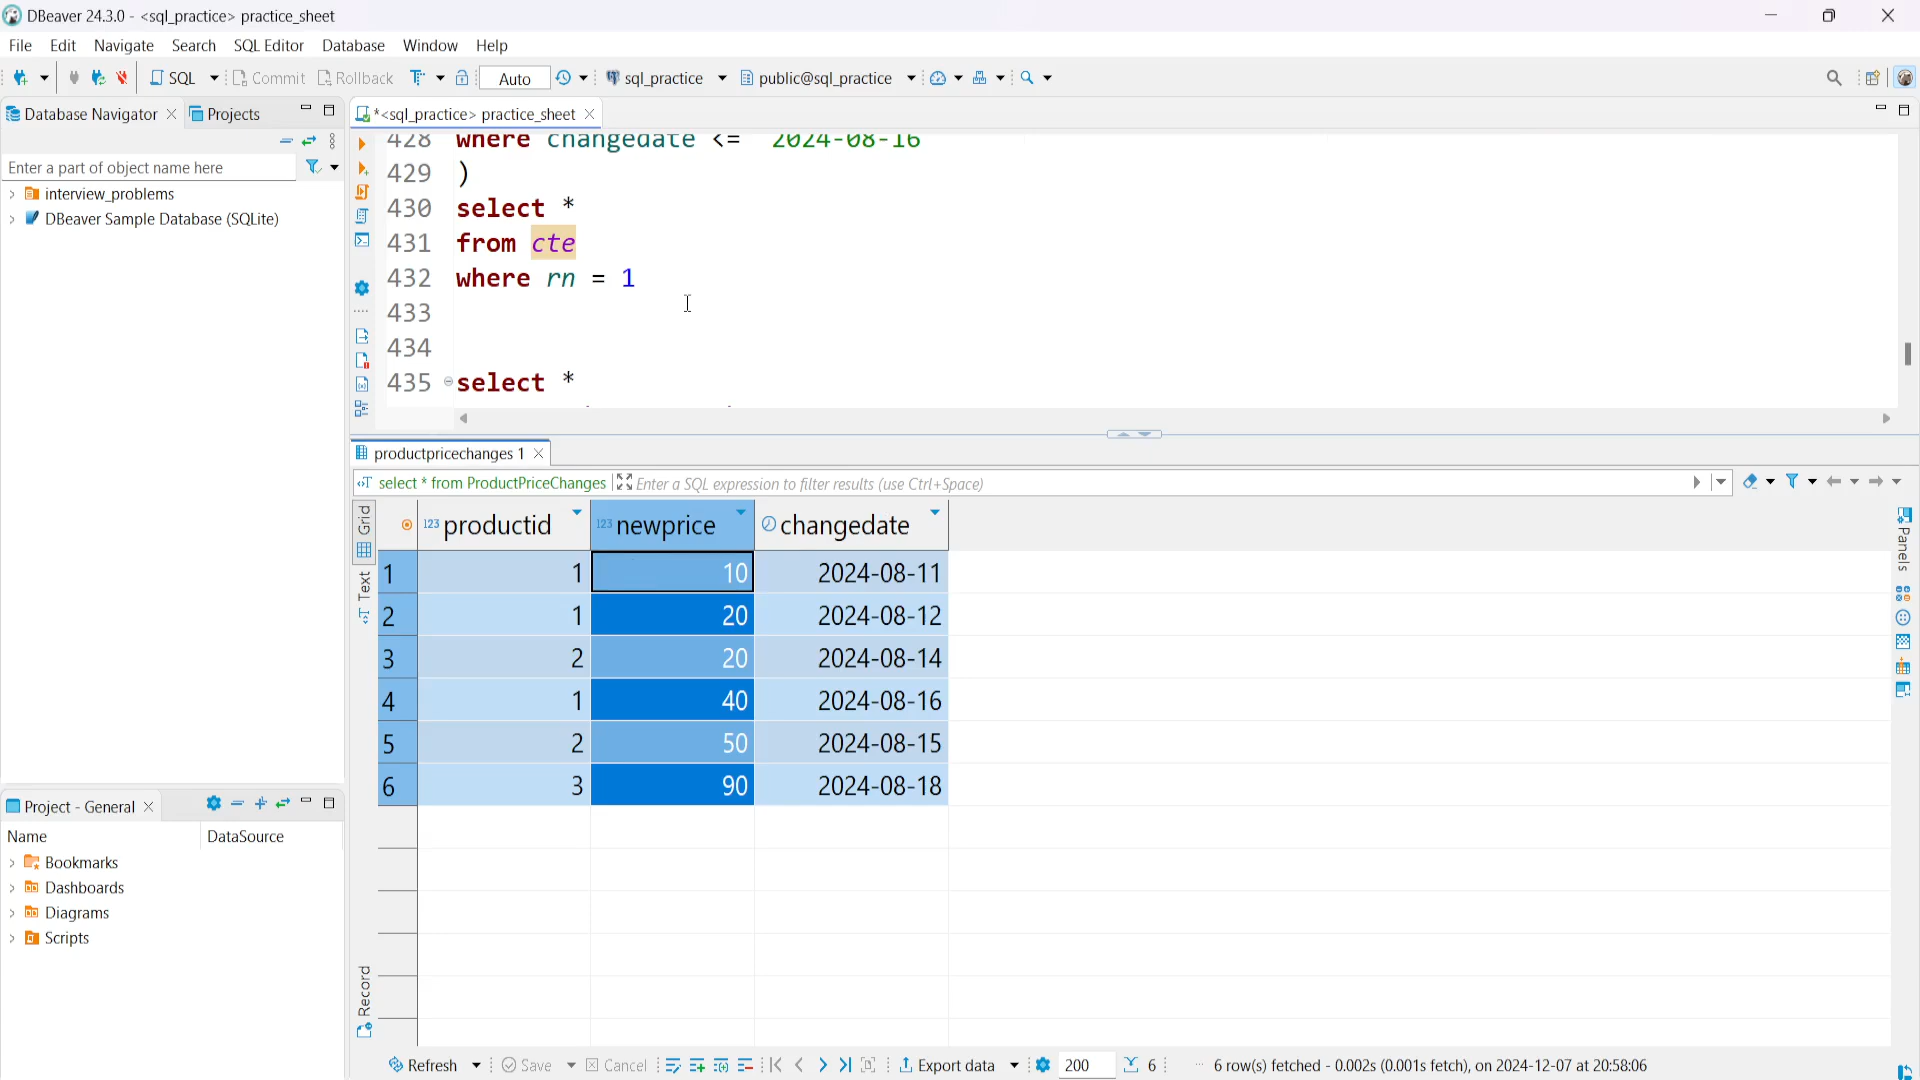 DBeaver 24.3.0 - <sql_practice> practice_sheet
File Edit Navigate Search SQL Editor Database Window Help
SQL Commit Rollback Auto sql_practice public@sql_practice
Database Navigator Projects
*<sql_practice> practice_sheet
Enter a part of object name here
interview_problems
DBeaver Sample Database (SQLite)
428 where changedate <= 2024-08-16
429 )
430 select *
431 from cte
432 where rn = 1
433
434
435 select *
productpricechanges 1
select * from ProductPriceChanges Enter a SQL expression to filter results (use Ctrl+Space)
Grid
Text
Record
Panels
123 productid 123 newprice changedate
1 1 10 2024-08-11
2 1 20 2024-08-12
3 2 20 2024-08-14
4 1 40 2024-08-16
5 2 50 2024-08-15
6 3 90 2024-08-18
Project - General
Name DataSource
Bookmarks
Dashboards
Diagrams
Scripts
Refresh Save Cancel Export data 200 6 6 row(s) fetched - 0.002s (0.001s fetch), on 2024-12-07 at 20:58:06